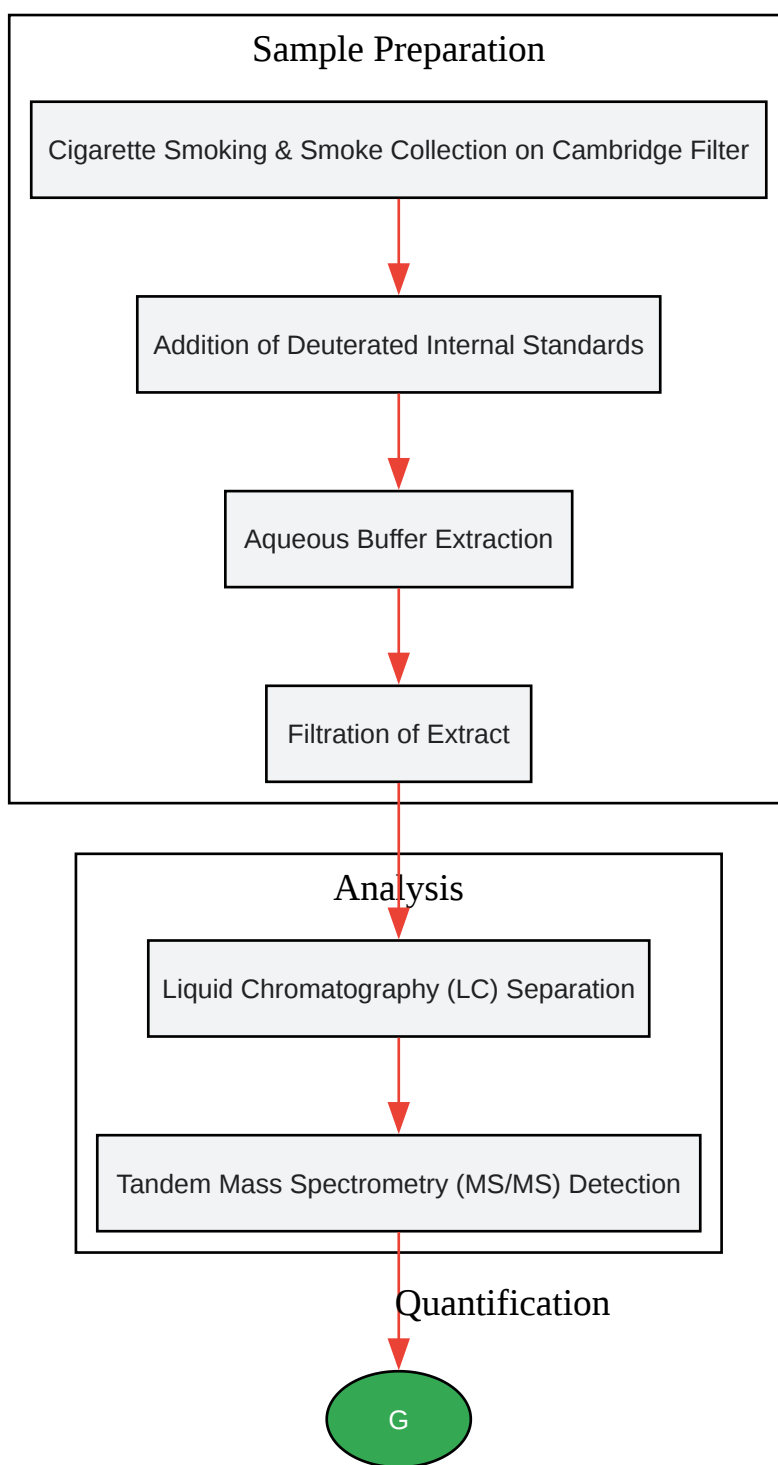 Sample Preparation
Cigarette Smoking & Smoke Collection on Cambridge Filter
Addition of Deuterated Internal Standards
Aqueous Buffer Extraction
Filtration of Extract
Analysis
Liquid Chromatography (LC) Separation
Tandem Mass Spectrometry (MS/MS) Detection
Quantification
G